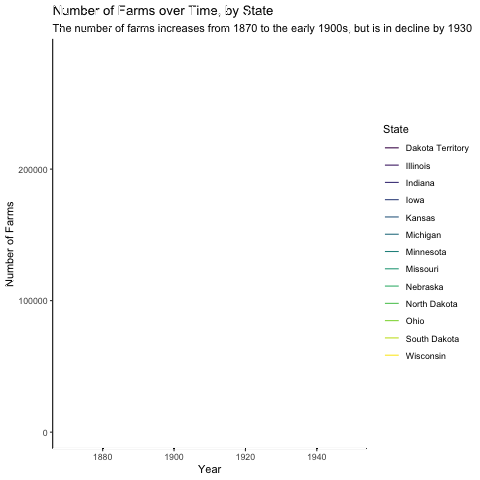 Number of Farms over Time, by State
The number of farms increases from 1870 to the early 1900s, but is in decline by 1930
State
Dakota Territory
Illinois
Indiana
Iowa
Kansas
Michigan
Minnesota
Missouri
Nebraska
North Dakota
Ohio
South Dakota
Wisconsin
Number of Farms
200000
100000
0
1880 1900 1920 1940
Year